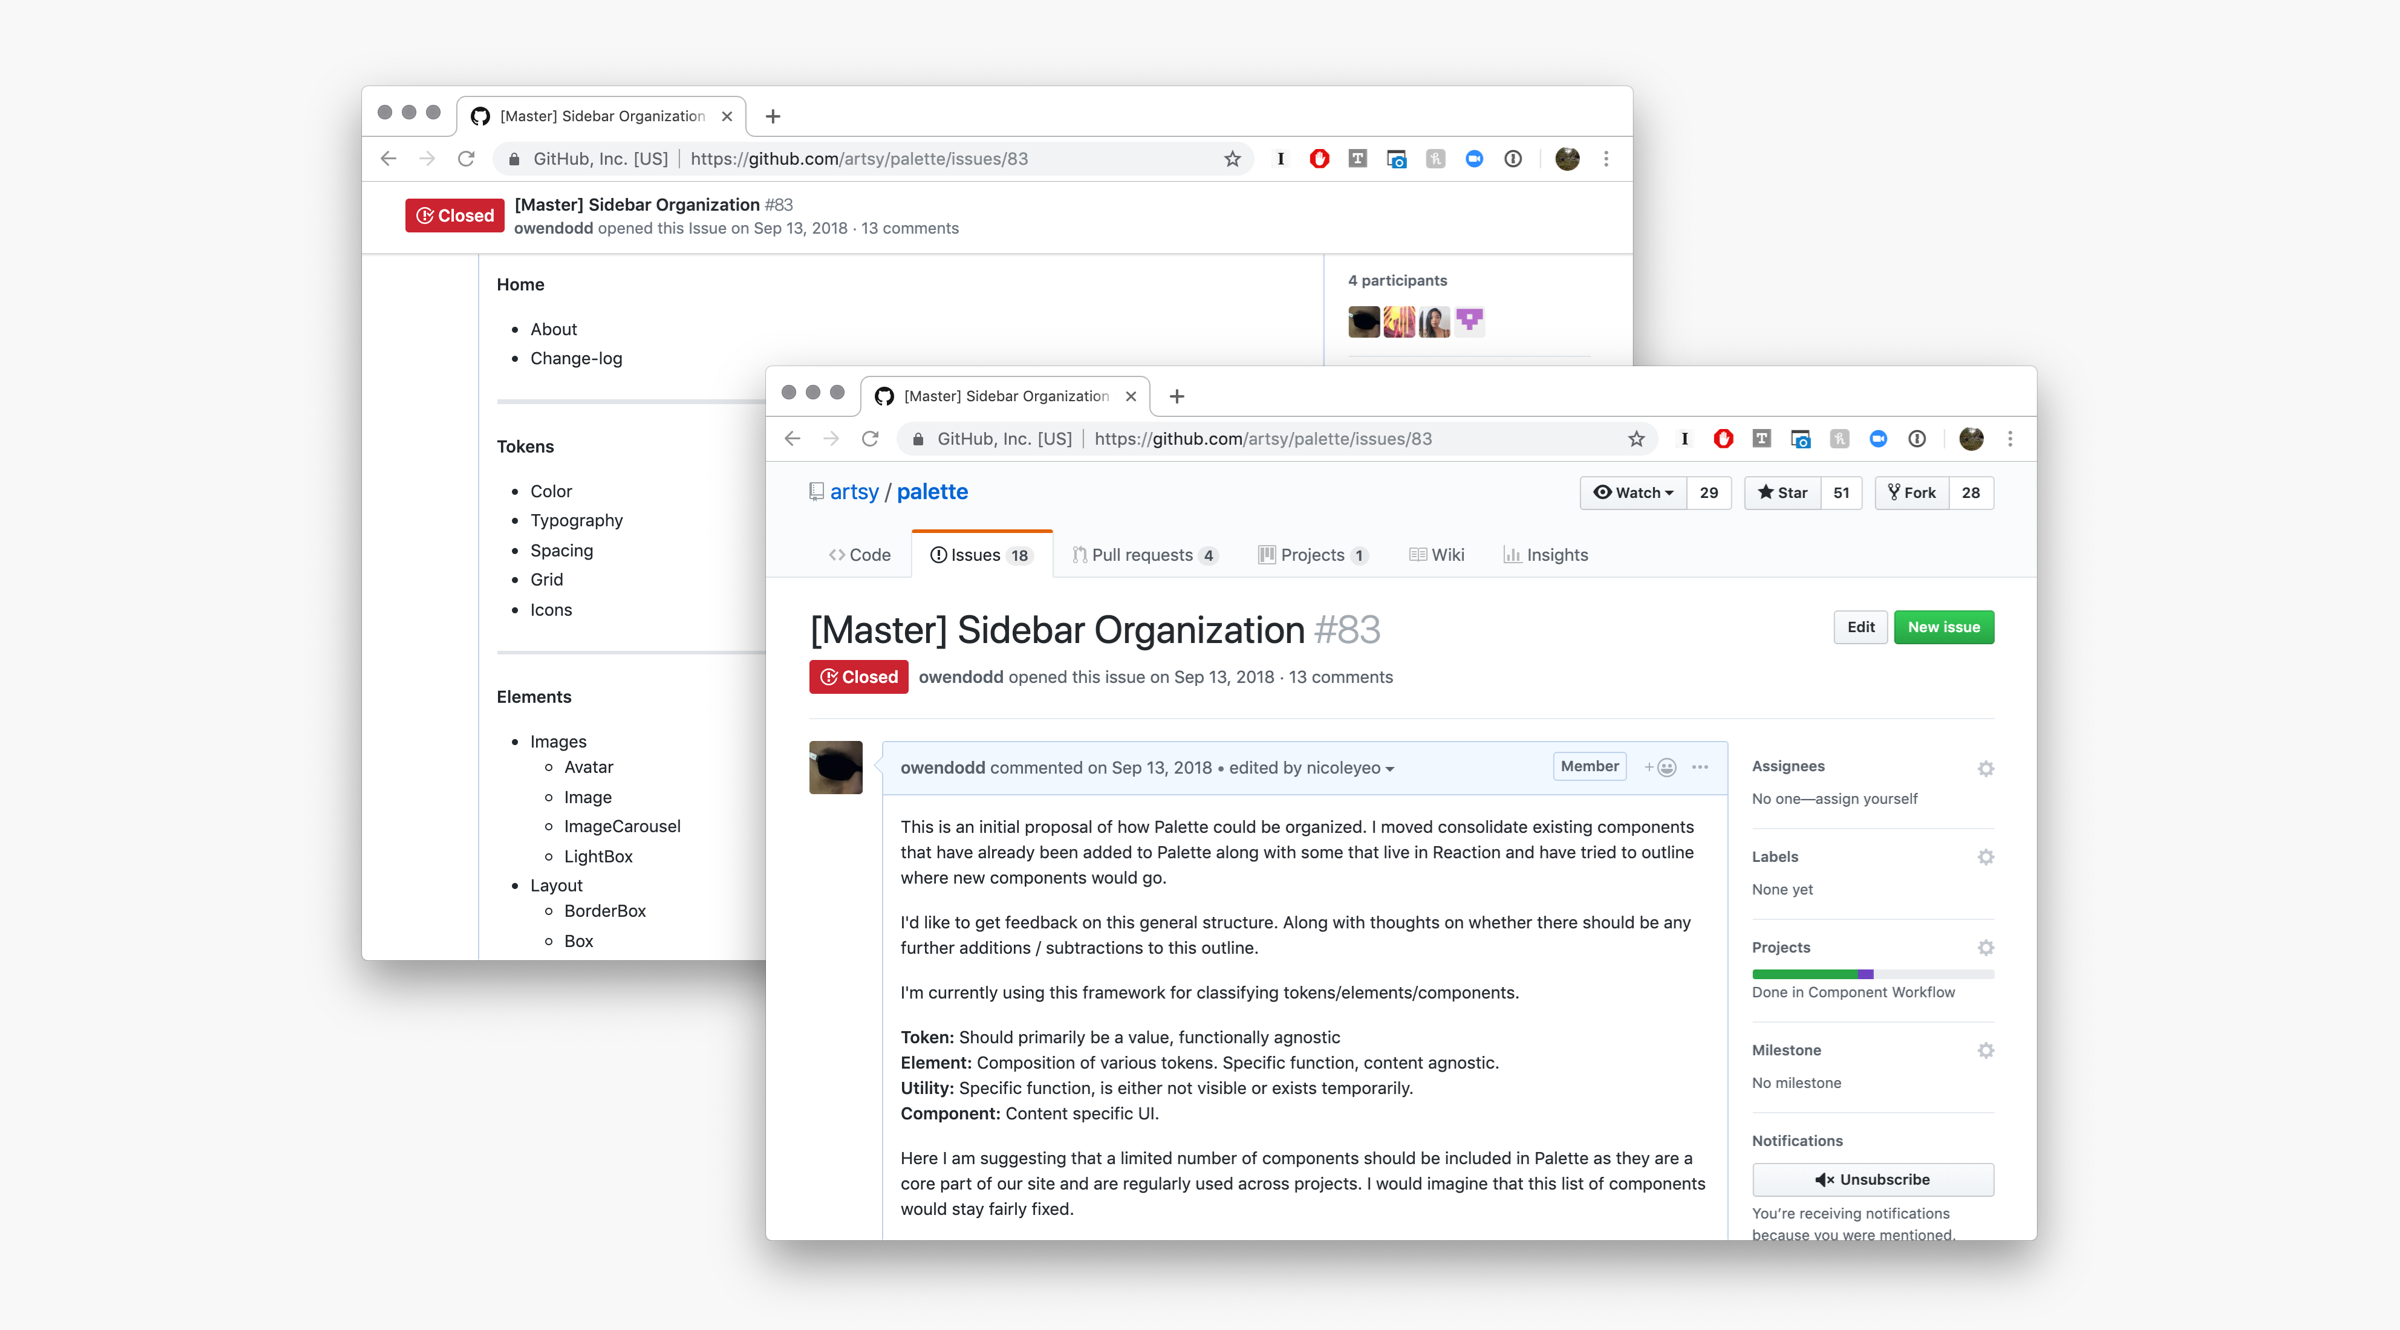 [Master] Sidebar Organization
GitHub, Inc. [US] | https://github.com/artsy/palette/issues/83
Closed
[Master] Sidebar Organization #83
owendodd opened this Issue on Sep 13, 2018 · 13 comments
Home
• About
• Change-log
Tokens
• Color
• Typography
• Spacing
• Grid
• Icons
Elements
• Images
◦ Avatar
◦ Image
◦ ImageCarousel
◦ LightBox
• Layout
◦ BorderBox
◦ Box
4 participants
[Master] Sidebar Organization
GitHub, Inc. [US] | https://github.com/artsy/palette/issues/83
artsy / palette
Watch 29 Star 51 Fork 28
Code Issues 18 Pull requests 4 Projects 1 Wiki Insights
[Master] Sidebar Organization #83
Edit New issue
Closed owendodd opened this issue on Sep 13, 2018 · 13 comments
owendodd commented on Sep 13, 2018 • edited by nicoleyeo Member
This is an initial proposal of how Palette could be organized. I moved consolidate existing components
that have already been added to Palette along with some that live in Reaction and have tried to outline
where new components would go.
I'd like to get feedback on this general structure. Along with thoughts on whether there should be any
further additions / subtractions to this outline.
I'm currently using this framework for classifying tokens/elements/components.
Token: Should primarily be a value, functionally agnostic
Element: Composition of various tokens. Specific function, content agnostic.
Utility: Specific function, is either not visible or exists temporarily.
Component: Content specific UI.
Here I am suggesting that a limited number of components should be included in Palette as they are a
core part of our site and are regularly used across projects. I would imagine that this list of components
would stay fairly fixed.
Assignees
No one—assign yourself
Labels
None yet
Projects
Done in Component Workflow
Milestone
No milestone
Notifications
Unsubscribe
You’re receiving notifications
because you were mentioned.